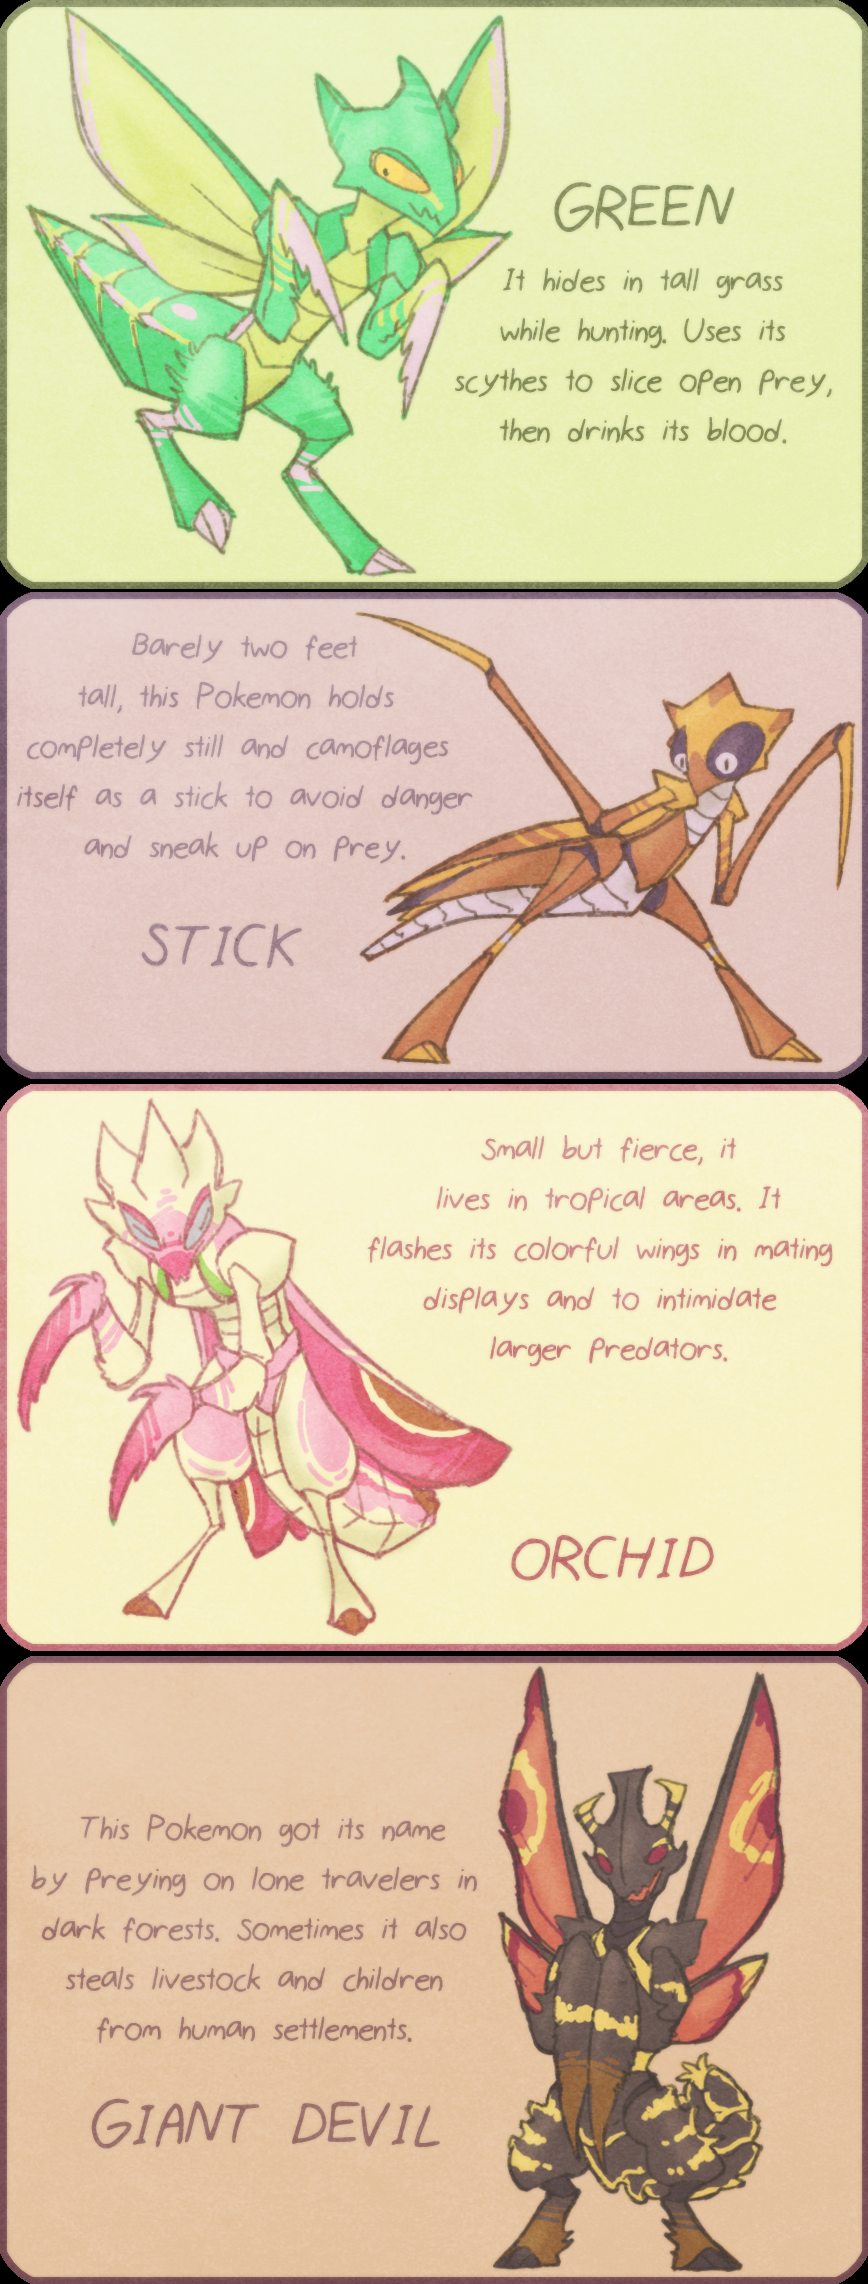 GREEN
It hides in tall grass
while hunting. Uses its
scythes to slice open prey,
then drinks its blood.
Barely two feet
tall, this Pokemon holds
completely still and camoflages
itself as a stick to avoid danger
and sneak up on prey.
STICK
Small but fierce, it
lives in tropical areas. It
flashes its colorful wings in mating
displays and to intimidate
larger predators.
ORCHID
This Pokemon got its name
by preying on lone travelers in
dark forests. Sometimes it also
steals livestock and children
from human settlements.
GIANT DEVIL